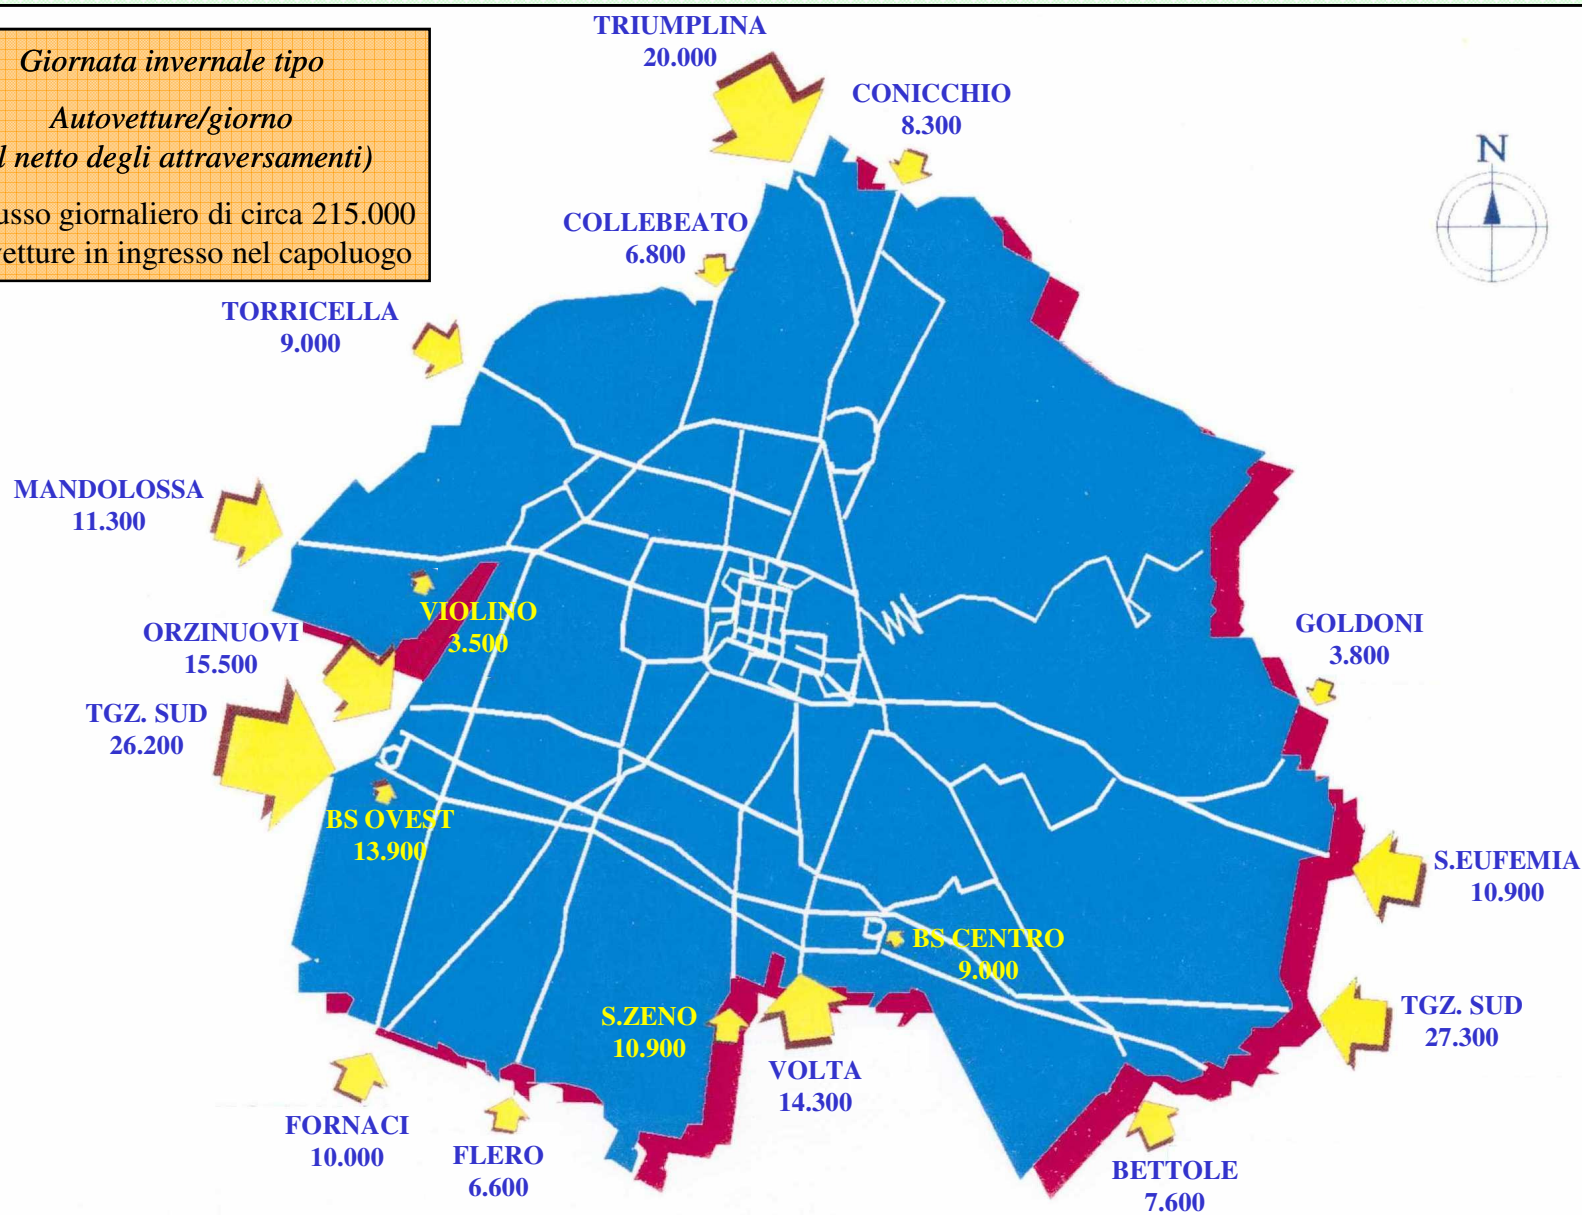 Giornata invernale tipo
Autovetture/giorno
l netto degli attraversamenti)
usso giornaliero di circa 215.000
vetture in ingresso nel capoluogo
TRIUMPLINA
20.000
CONICCHIO
8.300
N
COLLEBEATO
6.800
TORRICELLA
9.000
MANDOLOSSA
11.300
VIOLINO
3.500
ORZINUOVI
15.500
GOLDONI
3.800
TGZ. SUD
26.200
BS OVEST
13.900
S.EUFEMIA
10.900
BS CENTRO
9.000
S.ZENO
10.900
TGZ. SUD
27.300
VOLTA
14.300
FORNACI
10.000
FLERO
6.600
BETTOLE
7.600